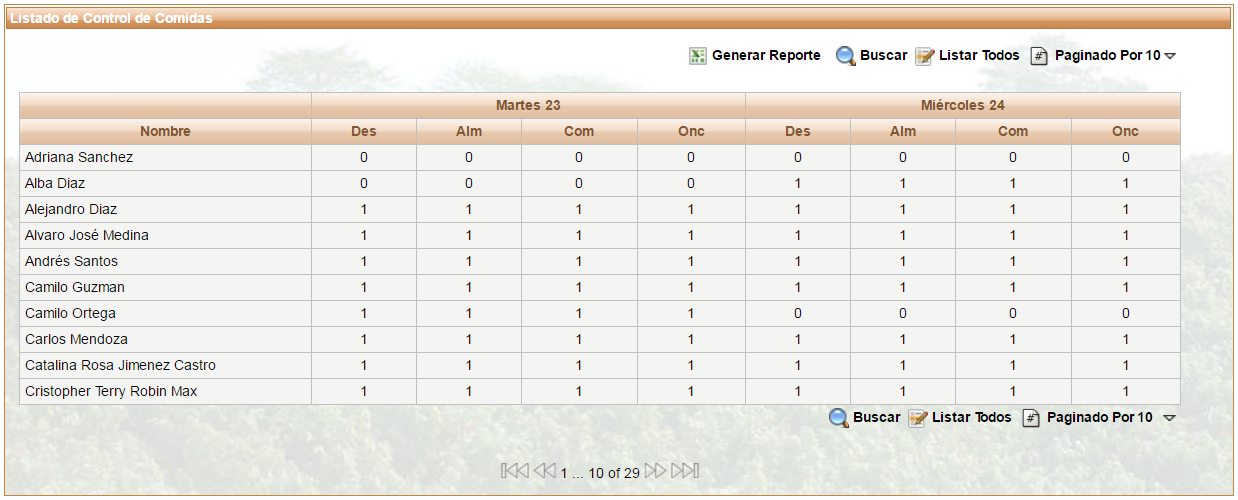 Listado de Control de Comidas
Generar Reporte Buscar Listar Todos # Paginado Por 10
Martes 23 Miércoles 24
Nombre Des Alm Com Onc Des Alm Com Onc
Adriana Sanchez 0 0 0 0 0 0 0 0
Alba Diaz 0 0 0 0 1 1 1 1
Alejandro Diaz 1 1 1 1 1 1 1 1
Alvaro José Medina 1 1 1 1 1 1 1 1
Andrés Santos 1 1 1 1 1 1 1 1
Camilo Guzman 1 1 1 1 1 1 1 1
Camilo Ortega 1 1 1 1 0 0 0 0
Carlos Mendoza 1 1 1 1 1 1 1 1
Catalina Rosa Jimenez Castro 1 1 1 1 1 1 1 1
Cristopher Terry Robin Max 1 1 1 1 1 1 1 1
Buscar Listar Todos # Paginado Por 10
1 ... 10 of 29